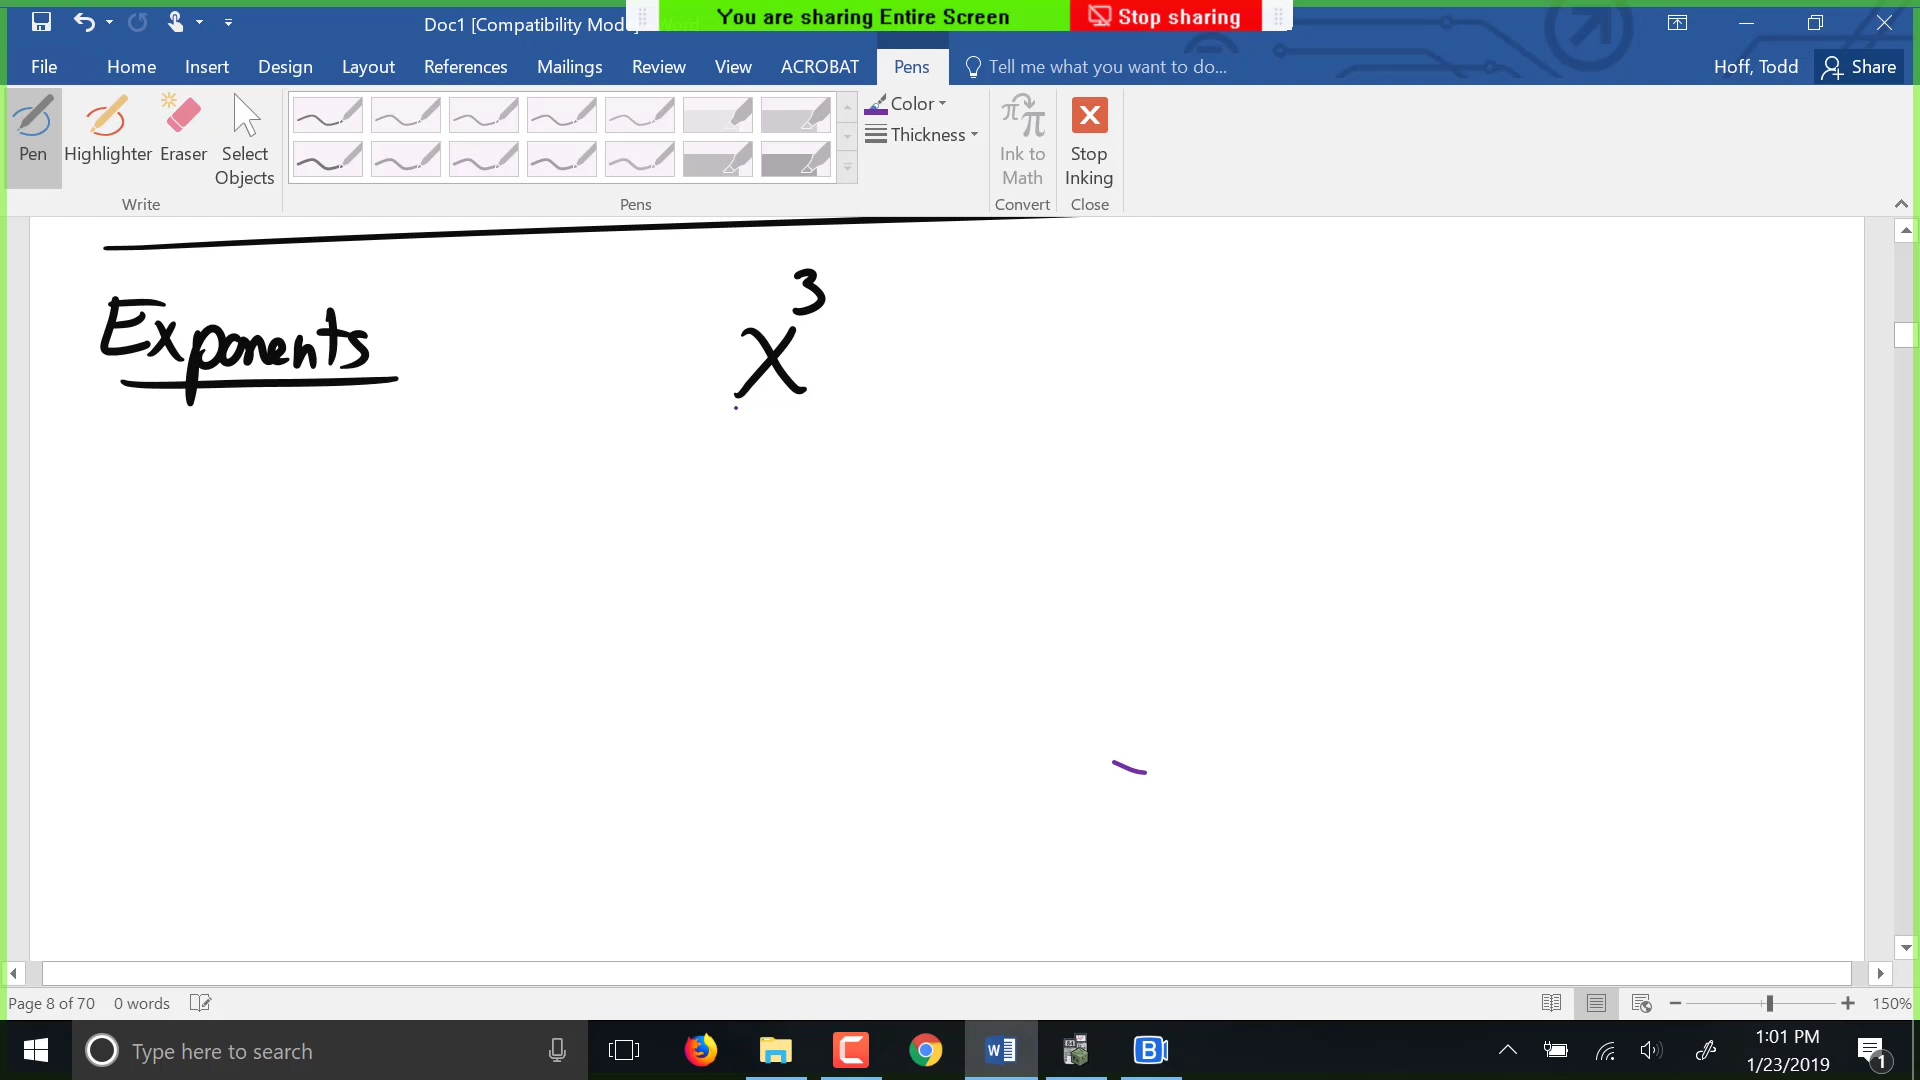 You are sharing Entire Screen
Stop sharing
Doc1 [Compatibility Mod
File Home Insert Design Layout References Mailings Review View ACROBAT Pens Tell me what you want to do... Hoff, Todd Share
Pen Highlighter Eraser Select Objects
Color
Thickness
Ink to Math
Stop Inking
Write Pens Convert Close
Exponents
x³
Page 8 of 70 0 words 150%
Type here to search
1:01 PM
1/23/2019
1